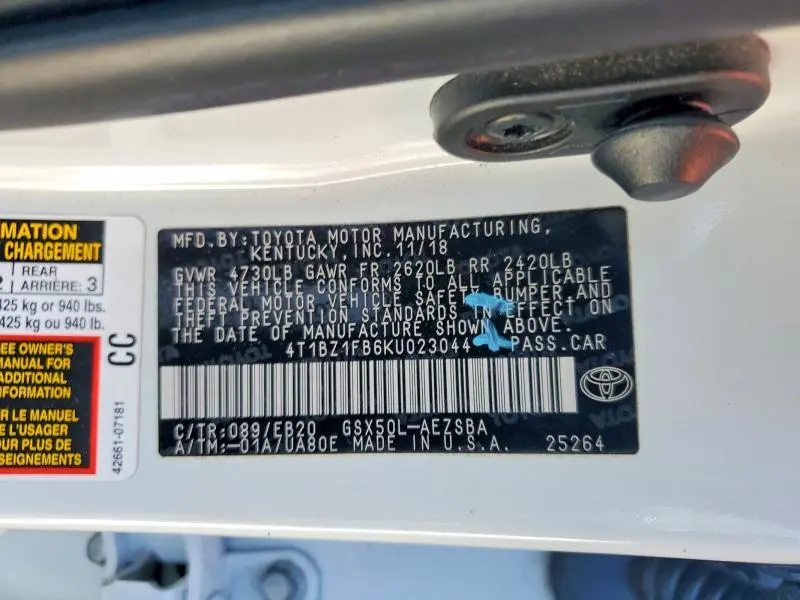 MATION
CHARGEMENT
2 REAR
ARRIÈRE: 3
425 kg or 940 lbs.
425 kg ou 940 lb.
CC
EE OWNER'S
MANUAL FOR
ADDITIONAL
NFORMATION
R LE MANUEL
OUR PLUS DE
SEIGNEMENTS
42661-07181
MFD. BY: TOYOTA MOTOR MANUFACTURING,
KENTUCKY, INC. 11/18
GVWR 4730LB GAWR FR 2620LB RR 2420LB
THIS VEHICLE CONFORMS TO ALL APPLICABLE
FEDERAL MOTOR VEHICLE SAFETY, BUMPER AND
THEFT PREVENTION STANDARDS IN EFFECT ON
THE DATE OF MANUFACTURE SHOWN ABOVE.
4T1BZ1FB6KU023044 PASS.CAR
C/TR: 089/EB20 GSX50L-AEZSBA
A/TM:-01A/UA80E MADE IN U.S.A. 25264